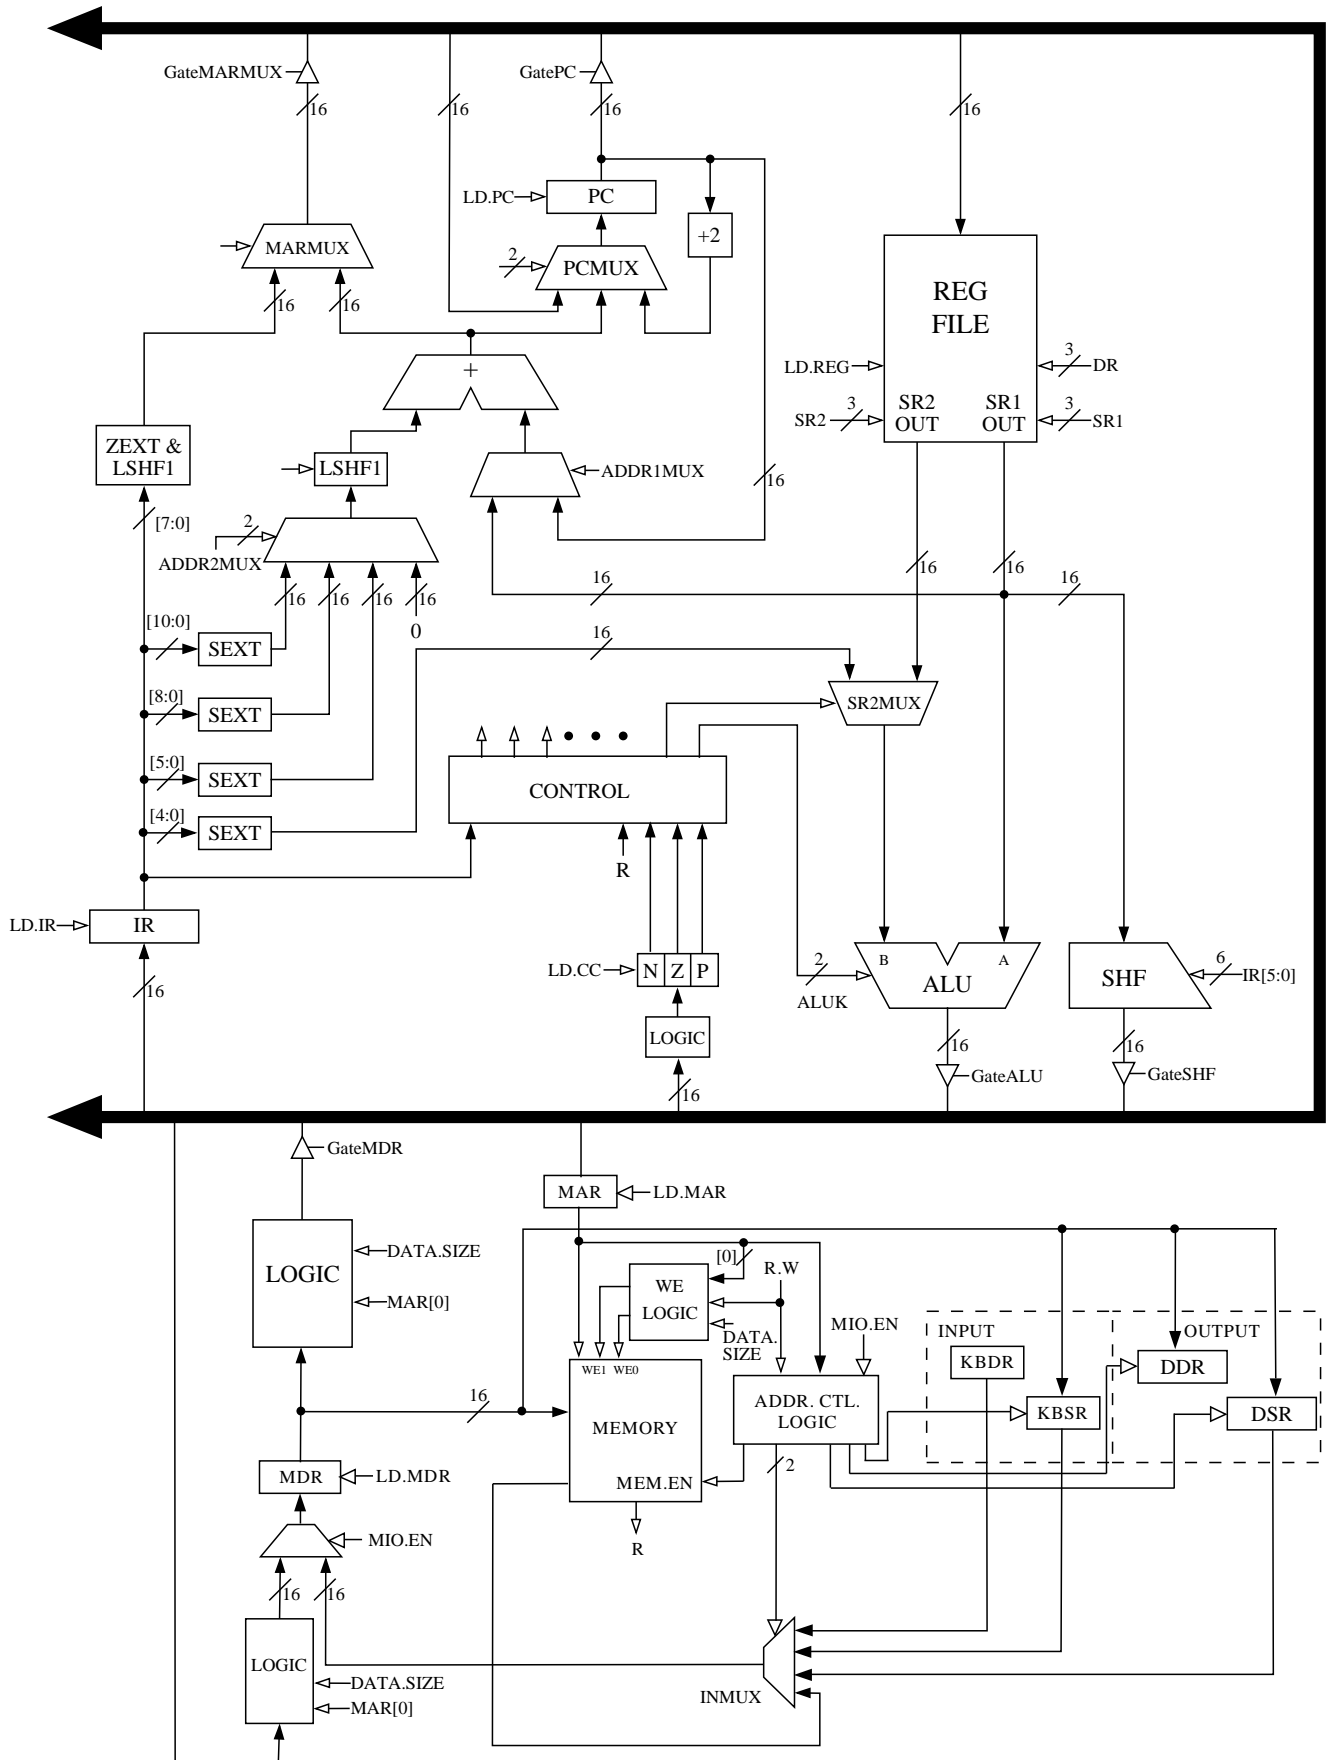 GateMARMUX
GatePC
16
16
16
16
LD.PC
PC
+2
MARMUX
2
PCMUX
16
16
REG
FILE
+
LD.REG
3
DR
SR2
3
SR2
OUT
SR1
OUT
3
SR1
ZEXT &
LSHF1
LSHF1
ADDR1MUX
16
[7:0]
2
ADDR2MUX
16
16
16
16
0
16
16
16
16
[10:0]
SEXT
16
[8:0]
SEXT
SR2MUX
[5:0]
SEXT
CONTROL
[4:0]
SEXT
R
LD.IR
IR
16
LD.CC
N
Z
P
2
ALUK
B
A
ALU
SHF
6
IR[5:0]
LOGIC
16
16
16
GateALU
GateSHF
GateMDR
MAR
LD.MAR
LOGIC
DATA.SIZE
MAR[0]
[0]
R.W
WE
LOGIC
DATA.
SIZE
MIO.EN
INPUT
OUTPUT
KBDR
DDR
WE1
WE0
16
MEMORY
ADDR. CTL.
LOGIC
KBSR
DSR
MDR
LD.MDR
MEM.EN
2
MIO.EN
R
16
16
LOGIC
DATA.SIZE
MAR[0]
INMUX